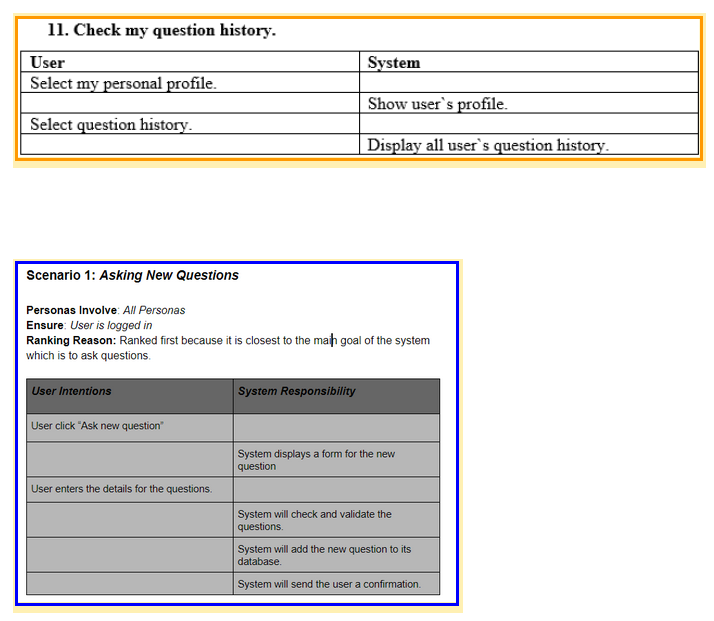 11. Check my question history.
User System
Select my personal profile.
Show user`s profile.
Select question history.
Display all user`s question history.
Scenario 1: Asking New Questions
Personas Involve: All Personas
Ensure: User is logged in
Ranking Reason: Ranked first because it is closest to the main goal of the system
which is to ask questions.
User Intentions System Responsibility
User click "Ask new question"
System displays a form for the new
question
User enters the details for the questions.
System will check and validate the
questions.
System will add the new question to its
database.
System will send the user a confirmation.